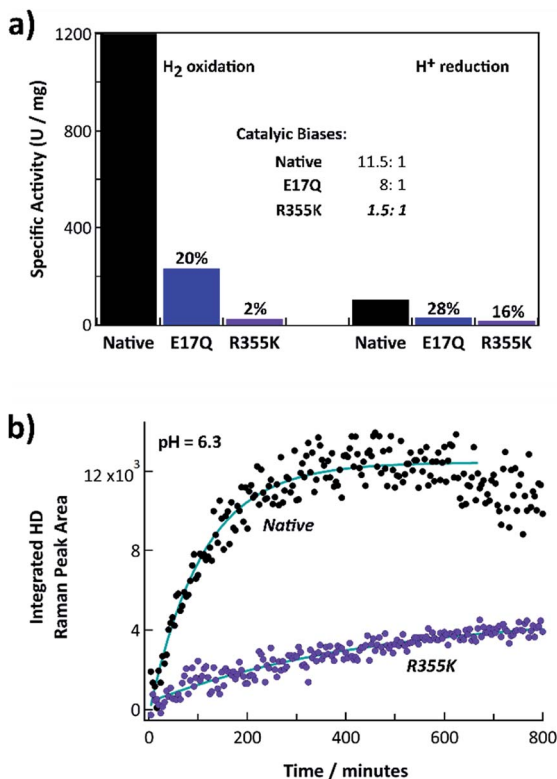 a)
1200
800
400
0
Specific Activity (U / mg)
H2 oxidation
H+ reduction
Catalyic Biases:
Native 11.5: 1
E17Q 8: 1
R355K 1.5: 1
20%
2%
28%
16%
Native E17Q R355K Native E17Q R355K
b)
pH = 6.3
12 x10³
8
4
0
Integrated HD
Raman Peak Area
Native
R355K
0 200 400 600 800
Time / minutes